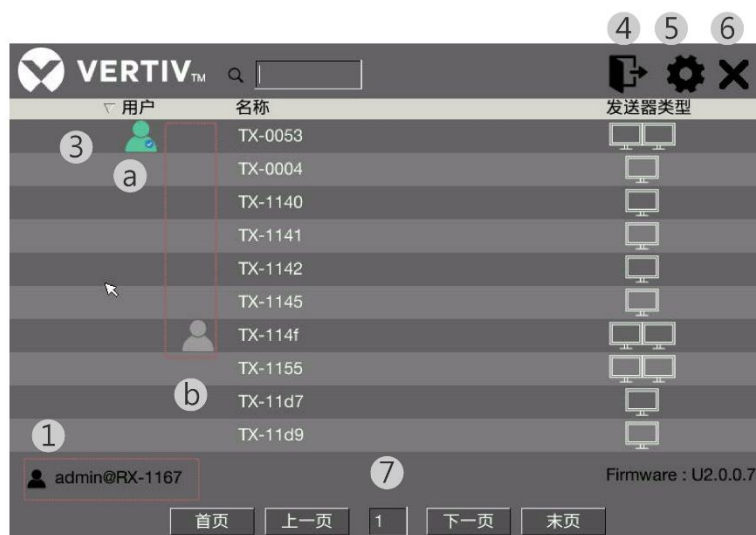 4 5 6
VERTIV TM
▽ 用户 名称 发送器类型
3 TX-0053
a TX-0004
TX-1140
TX-1141
TX-1142
TX-1145
TX-114f
TX-1155
b TX-11d7
1 TX-11d9
admin@RX-1167 7 Firmware : U2.0.0.7
首页 上一页 1 下一页 末页